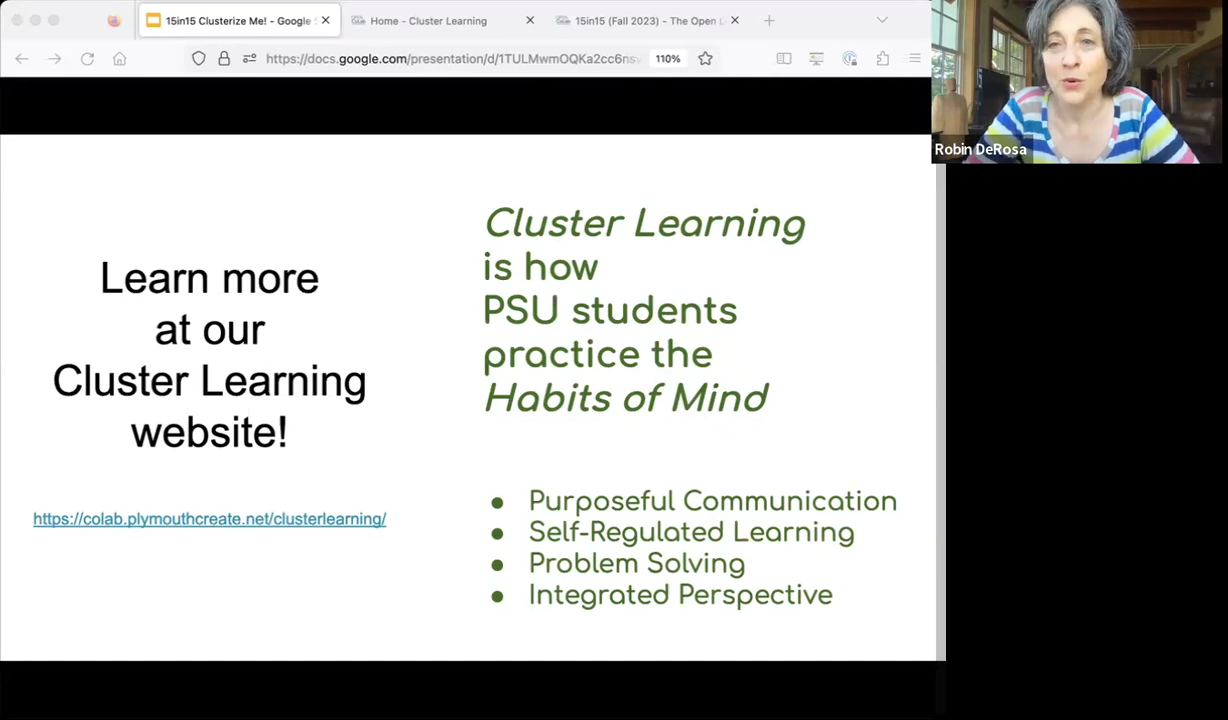 15in15 Clusterize Me! - Google
Home - Cluster Learning
15in15 (Fall 2023) - The Open L
https://docs.google.com/presentation/d/1TULMwmOQKa2cc6nsv
110%
Robin DeRosa
Learn more
at our
Cluster Learning
website!
https://colab.plymouthcreate.net/clusterlearning/
Cluster Learning
is how
PSU students
practice the
Habits of Mind
● Purposeful Communication
● Self-Regulated Learning
● Problem Solving
● Integrated Perspective